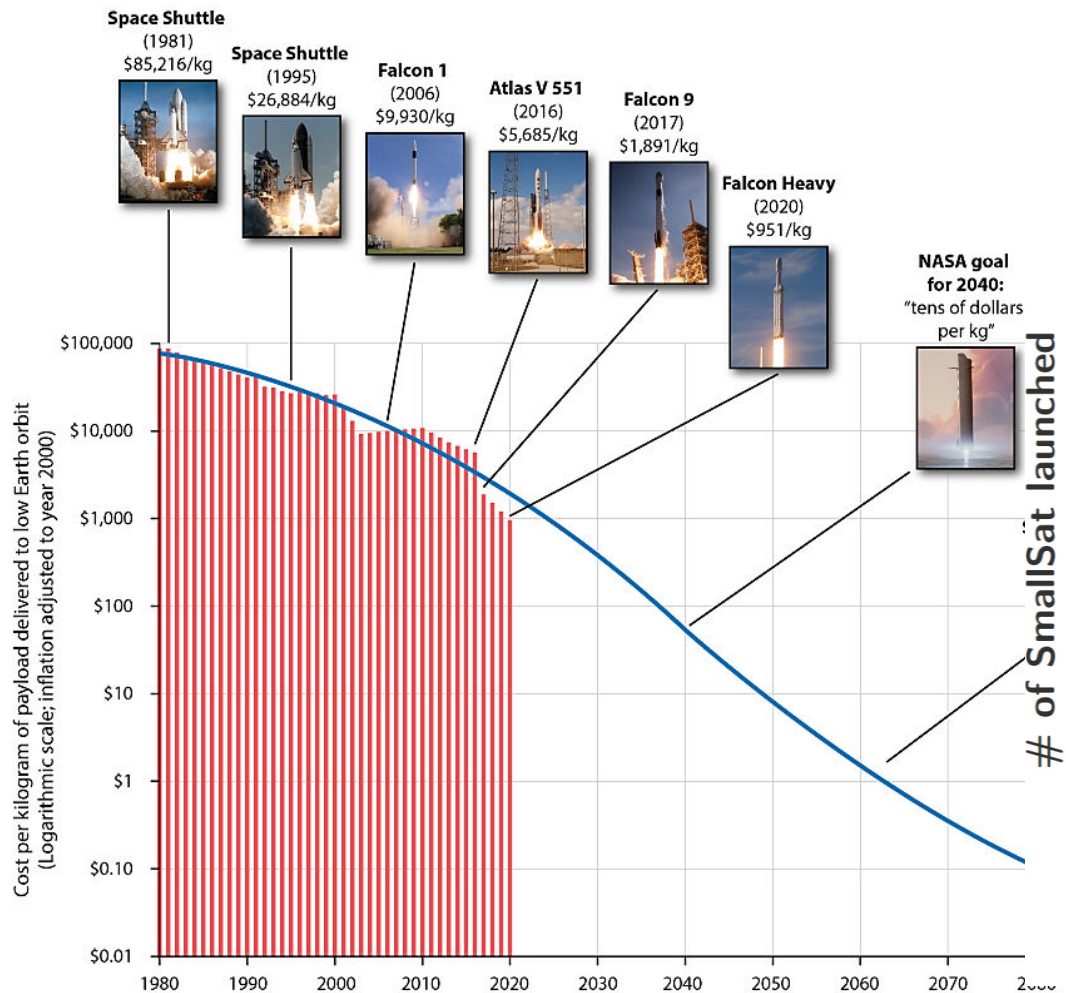 Space Shuttle
(1981)
$85,216/kg
Space Shuttle
(1995)
$26,884/kg
Falcon 1
(2006)
$9,930/kg
Atlas V 551
(2016)
$5,685/kg
Falcon 9
(2017)
$1,891/kg
Falcon Heavy
(2020)
$951/kg
NASA goal
for 2040:
"tens of dollars
per kg"
$100,000
$10,000
$1,000
$100
$10
$1
$0.10
$0.01
Cost per kilogram of payload delivered to low Earth orbit
(Logarithmic scale; inflation adjusted to year 2000)
1980 1990 2000 2010 2020 2030 2040 2050 2060 2070
# of SmallSat launched